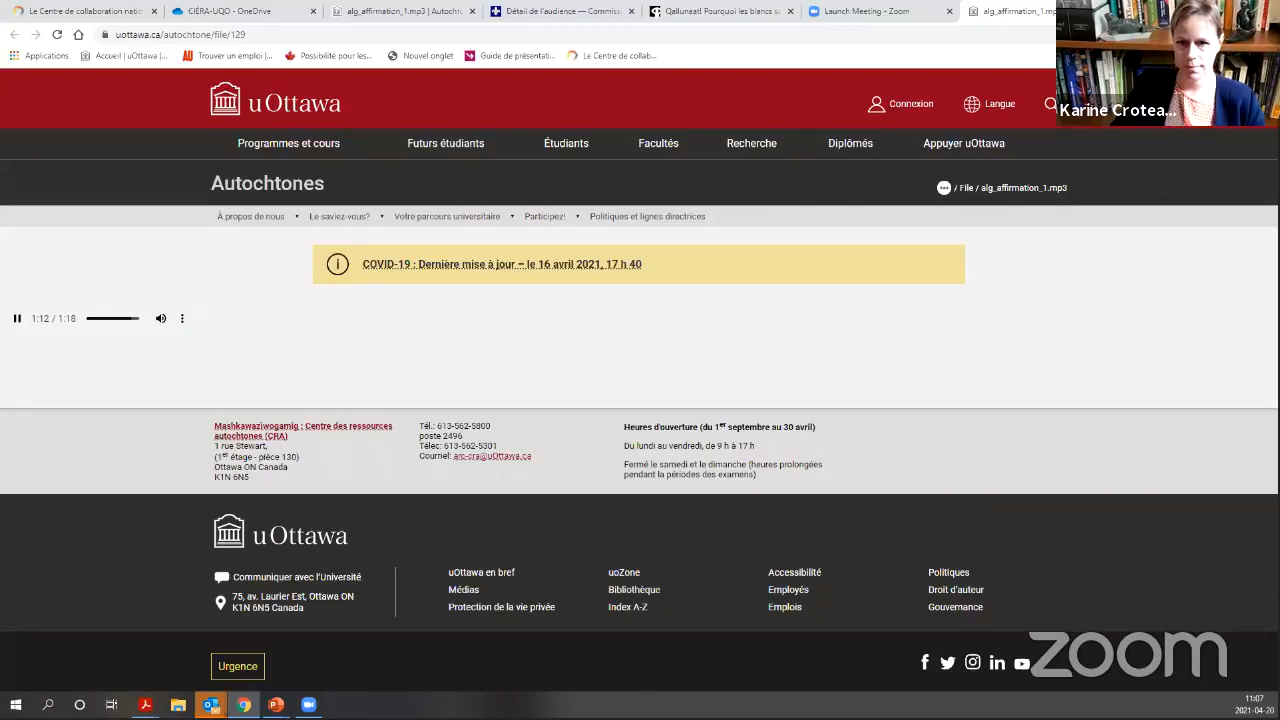 Le Centre de collaboration natio
CIÉRA-UQO - OneDrive
alg_affirmation_1.mp3 | Autochto
Détail de l'audience — Commiss
Qallunaat! Pourquoi les blancs so
Launch Meeting - Zoom
alg_affirmation_1.mp
uottawa.ca/autochtone/file/129
Applications
Accueil | uOttawa |...
Trouver un emploi |...
Possibilité pour les...
Nouvel onglet
Guide de présentati...
Le Centre de collab...
Karine Crotea...
uOttawa
Connexion
Langue
Programmes et cours
Futurs étudiants
Étudiants
Facultés
Recherche
Diplômés
Appuyer uOttawa
Autochtones
/ File / alg_affirmation_1.mp3
À propos de nous • Le saviez-vous? • Votre parcours universitaire • Participez! • Politiques et lignes directrices
COVID-19 : Dernière mise à jour – le 16 avril 2021, 17 h 40
1:12 / 1:18
Mashkawazìwogamig : Centre des ressources
autochtones (CRA)
1 rue Stewart,
(1er étage - pièce 130)
Ottawa ON Canada
K1N 6N5
Tél.: 613-562-5800
poste 2496
Télec: 613-562-5301
Courriel: arc-cra@uOttawa.ca
Heures d'ouverture (du 1er septembre au 30 avril)
Du lundi au vendredi, de 9 h à 17 h
Fermé le samedi et le dimanche (heures prolongées
pendant la périodes des examens)
uOttawa
Communiquer avec l'Université
75, av. Laurier Est, Ottawa ON
K1N 6N5 Canada
uOttawa en bref
Médias
Protection de la vie privée
uoZone
Bibliothèque
Index A-Z
Accessibilité
Employés
Emplois
Politiques
Droit d'auteur
Gouvernance
Urgence
zoom
11:07
2021-04-20